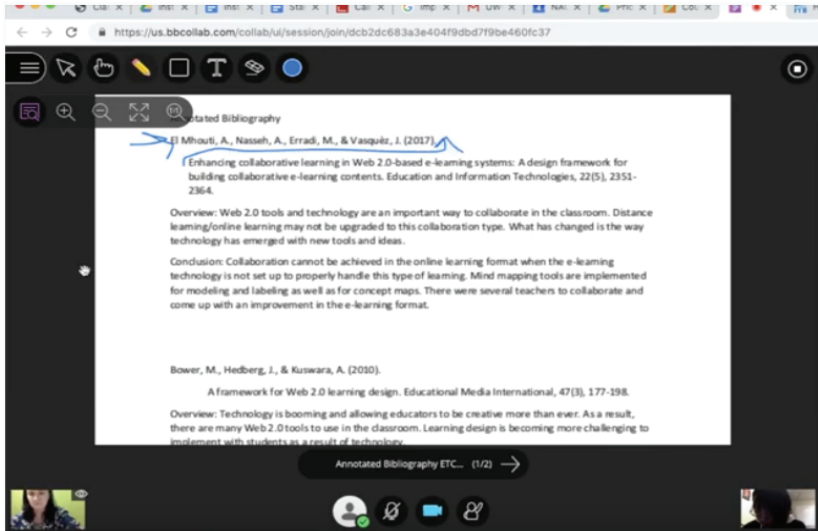 Inst
Inst
Stat
Call
Imp
UW
NAC
Pric
https://us.bbcollab.com/collab/ui/session/join/dcb2dc683a3e404f9dbd7f9be460fc37
T
Annotated Bibliography
El Mhouti, A., Nasseh, A., Erradi, M., & Vasquèz, J. (2017).
Enhancing collaborative learning in Web 2.0-based e-learning systems: A design framework for
building collaborative e-learning contents. Education and Information Technologies, 22(5), 2351-
2364.
Overview: Web 2.0 tools and technology are an important way to collaborate in the classroom. Distance
learning/online learning may not be upgraded to this collaboration type. What has changed is the way
technology has emerged with new tools and ideas.
Conclusion: Collaboration cannot be achieved in the online learning format when the e-learning
technology is not set up to properly handle this type of learning. Mind mapping tools are implemented
for modeling and labeling as well as for concept maps. There were several teachers to collaborate and
come up with an improvement in the e-learning format.
Bower, M., Hedberg, J., & Kuswara, A. (2010).
A framework for Web 2.0 learning design. Educational Media International, 47(3), 177-198.
Overview: Technology is booming and allowing educators to be creative more than ever. As a result,
there are many Web 2.0 tools to use in the classroom. Learning design is becoming more challenging to
implement with students as a result of technology.
Annotated Bibliography ETC... (1/2)